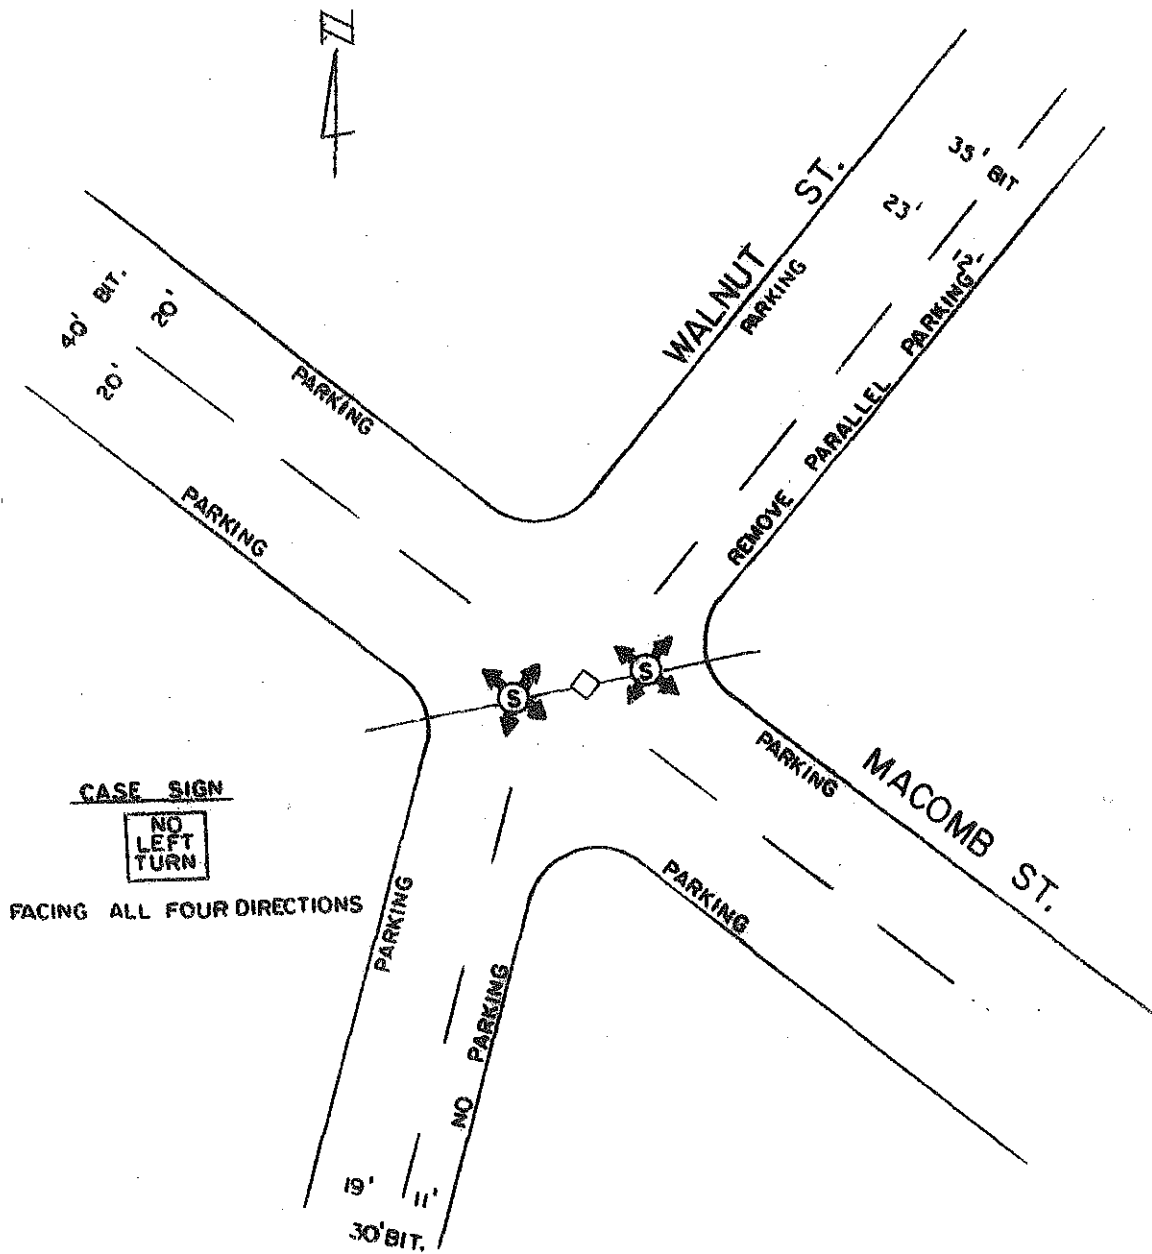 N
WALNUT ST.
35' BIT
23'
12'
PARKING
REMOVE PARALLEL PARKING
40' BIT.
20'
20'
PARKING
PARKING
S
S
PARKING
MACOMB ST.
PARKING
CASE SIGN
NO
LEFT
TURN
FACING ALL FOUR DIRECTIONS
PARKING
NO PARKING
19'
11'
30' BIT.